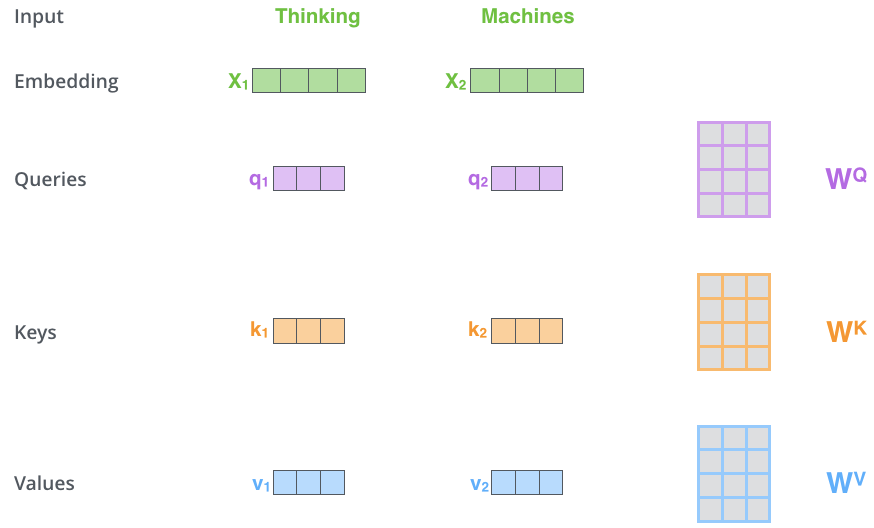 Input Thinking Machines
Embedding X1 X2
Queries q1 q2 WQ
Keys k1 k2 WK
Values v1 v2 WV